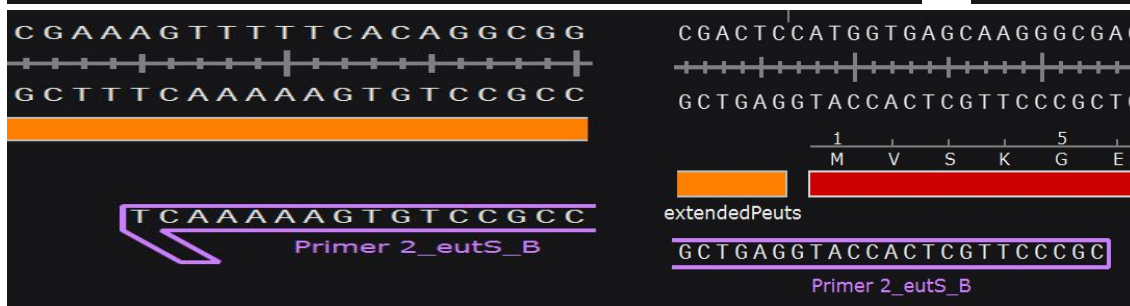 CGAAAGTTTTTCACAGGCGG
GCTTTCAAAAAGTGTCCGCC
TCAAAAAGTGTCCGCC
Primer 2_eutS_B
CGACTCCATGGTGAGCAAGGGCGA
GCTGAGGTACCACTCGTTCCCGCT
1 5
M V S K G E
extendedPeuts
GCTGAGGTACCACTCGTTCCCGC
Primer 2_eutS_B